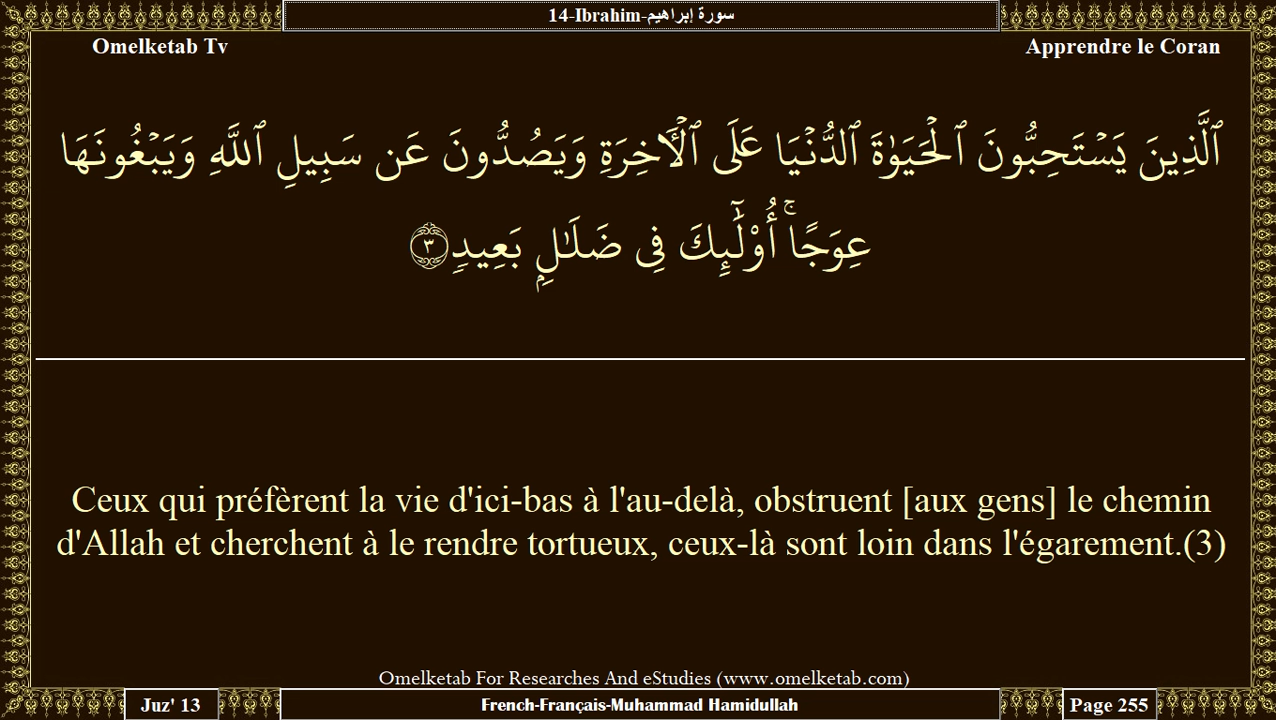 14-Ibrahim-سورة إبراهيم
Omelketab Tv
Apprendre le Coran
ٱلَّذِينَ يَسْتَحِبُّونَ ٱلْحَيَوٰةَ ٱلدُّنْيَا عَلَى ٱلْـَٔاخِرَةِ وَيَصُدُّونَ عَن سَبِيلِ ٱللَّهِ وَيَبْغُونَهَا
عِوَجًا ۚ أُو۟لَـٰٓئِكَ فِى ضَلَـٰلٍۭ بَعِيدٍ ٣
Ceux qui préfèrent la vie d'ici-bas à l'au-delà, obstruent [aux gens] le chemin
d'Allah et cherchent à le rendre tortueux, ceux-là sont loin dans l'égarement.(3)
Omelketab For Researches And eStudies (www.omelketab.com)
Juz' 13
French-Français-Muhammad Hamidullah
Page 255